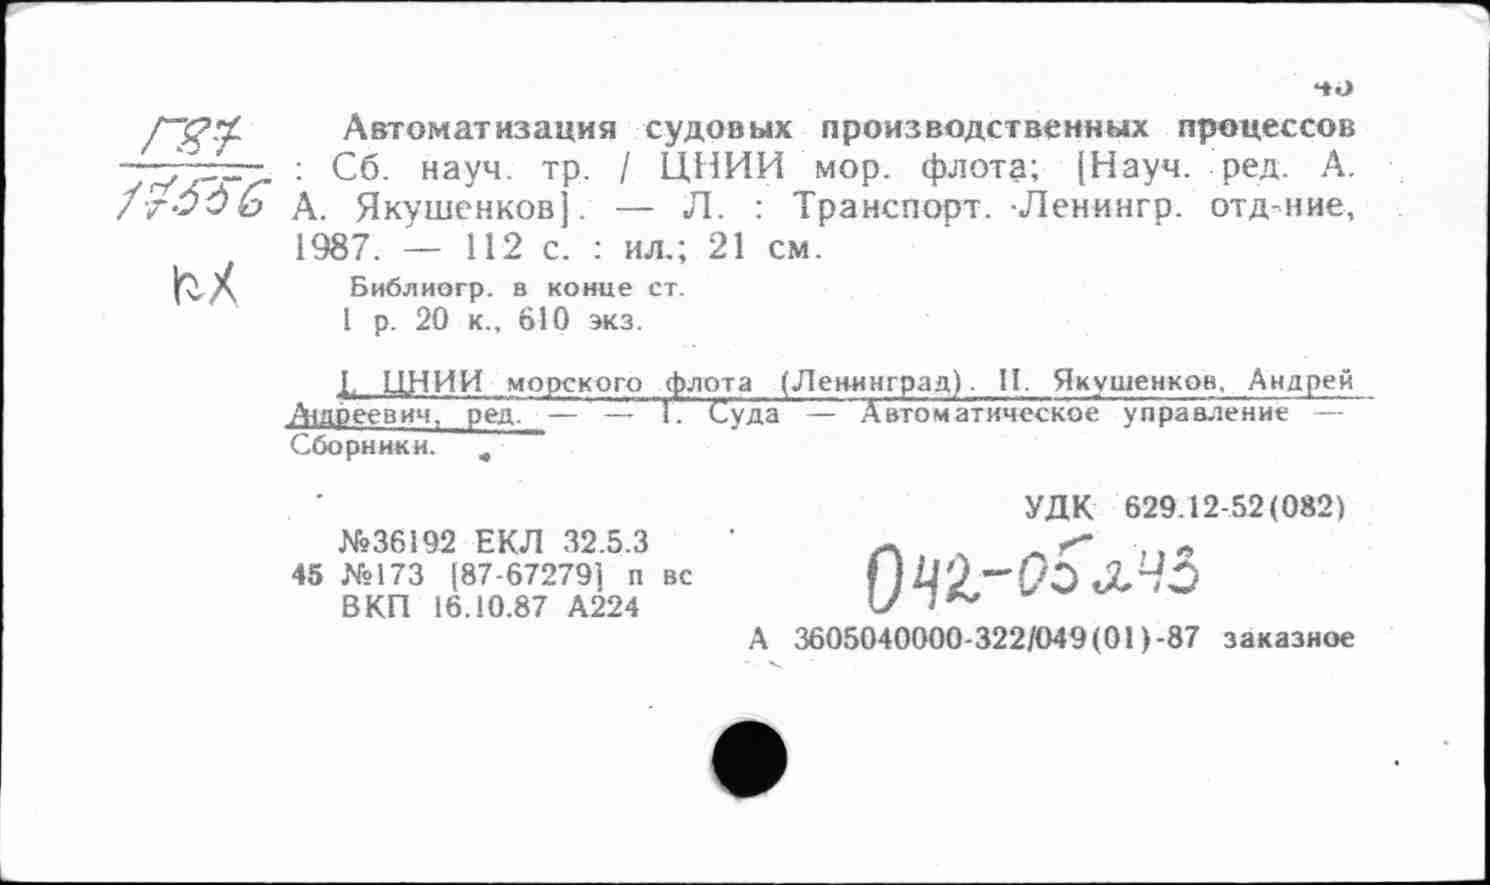 Г87
17556
кх
Автоматизация судовых производственных процессов
: Сб. науч. тр. / ЦНИИ мор. флота; [Науч. ред. А.
А. Якушенков]. — Л. : Транспорт. Ленингр. отд-ние,
1987. — 112 с. : ил.; 21 см.
Библиогр. в конце ст.
1 р. 20 к., 610 экз.
I. ЦНИИ морского флота (Ленинград). II. Якушенков, Андрей
Андреевич, ред. — — 1. Суда — Автоматическое управление —
Сборники.
УДК 629.12-52(082)
№36192 ЕКЛ 32.5.3
45 №173 [87-67279] п вс
ВКП 16.10.87 А224
042-05
А 3605040000-322/049(01)-87 заказное